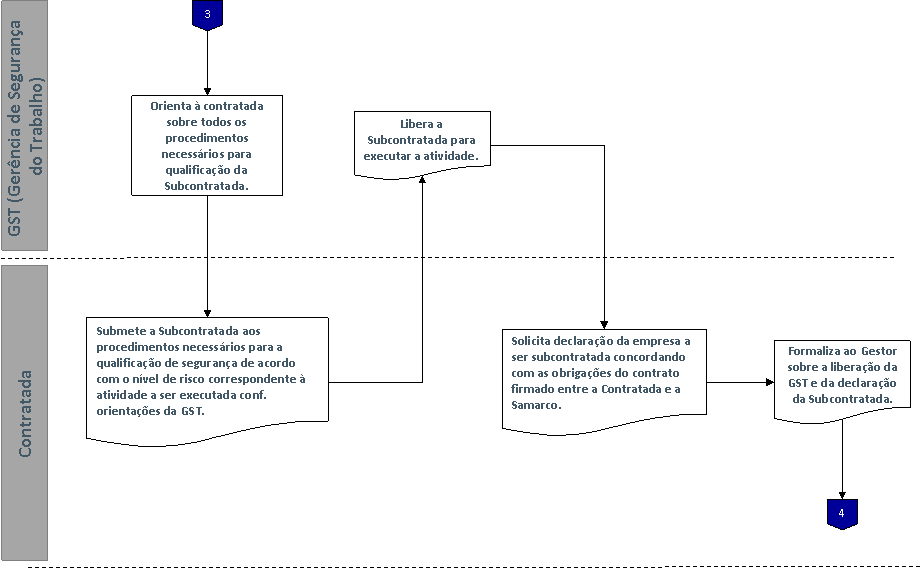 GST (Gerência de Segurança
do Trabalho)
3
Orienta à contratada
sobre todos os
procedimentos
necessários para
qualificação da
Subcontratada.
Libera a
Subcontratada para
executar a atividade.
Contratada
Submete a Subcontratada aos
procedimentos necessários para a
qualificação de segurança de acordo
com o nível de risco correspondente à
atividade a ser executada conf.
orientações da GST.
Solicita declaração da empresa a
ser subcontratada concordando
com as obrigações do contrato
firmado entre a Contratada e a
Samarco.
Formaliza ao Gestor
sobre a liberação da
GST e da declaração
da Subcontratada.
4